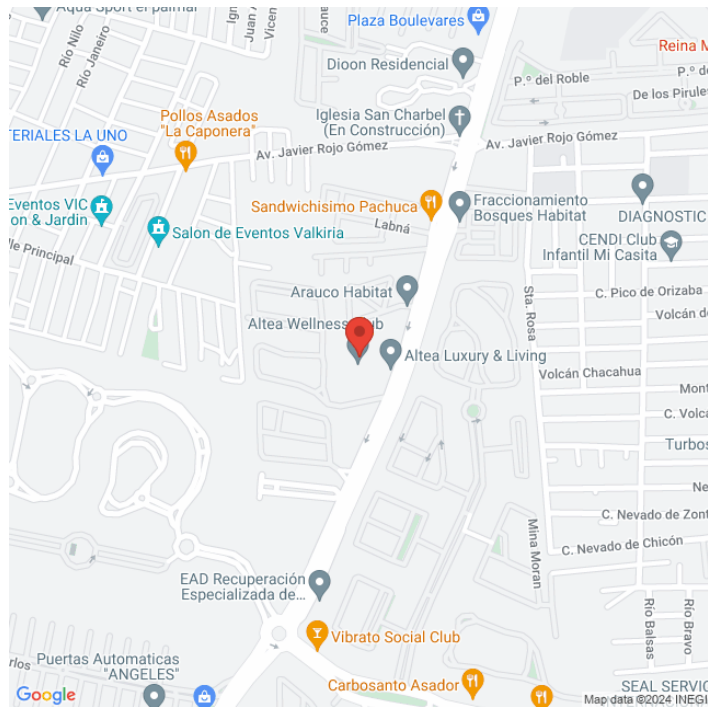 Aqua Sport el palmal
Plaza Boulevares
Río Nilo
Río Janeiro
Juan A
Vicen
Reina M
Dioon Residencial
P.º del Roble
P.º d
De los Pirules
Iglesia San Charbel
(En Construcción)
Pollos Asados
"La Caponera"
TERIALES LA UNO
Av. Javier Rojo Gómez
Av. Javier Rojo Gómez
Eventos VIC
on & Jardin
Sandwichisimo Pachuca
Labná
Fraccionamiento
Bosques Habitat
DIAGNOSTIC
Salon de Eventos Valkiria
CENDI Club
Infantil Mi Casita
lle Principal
Arauco Habitat
Sta. Rosa
C. Pico de Orizaba
Volcán de
Altea Wellness Club
Altea Luxury & Living
Volcán Chacahua
Mont
C. Volca
Turbos
Ne
C. Nevado de Zont
Mina Moran
C. Nevado de Chicón
EAD Recuperación
Especializada de...
Río Balsas
Río Bravo
Vibrato Social Club
rlos
Puertas Automaticas
"ANGELES"
Carbosanto Asador
SEAL SERVIC
Google
Map data ©2024 INEGI